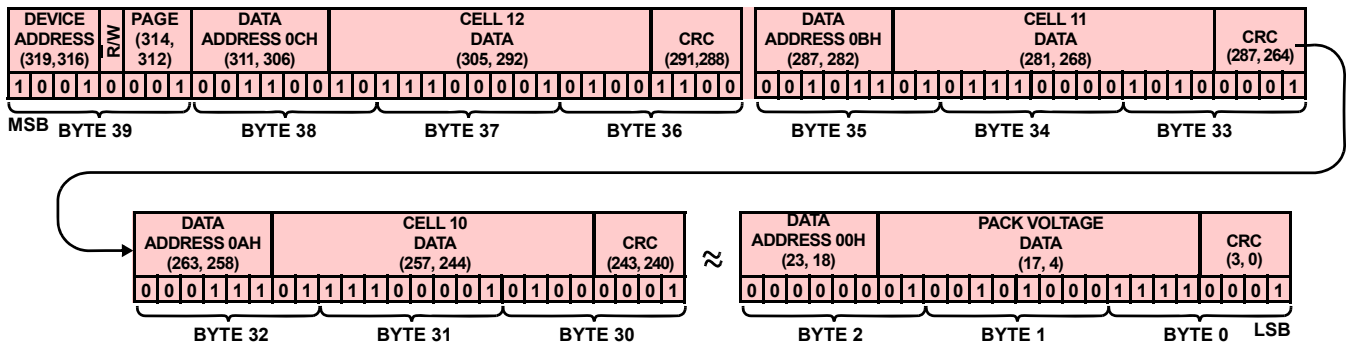 DEVICE
ADDRESS
(319,316)
R/W
PAGE
(314,
312)
DATA
ADDRESS 0CH
(311, 306)
CELL 12
DATA
(305, 292)
CRC
(291,288)
DATA
ADDRESS 0BH
(287, 282)
CELL 11
DATA
(281, 268)
CRC
(287, 264)
1 0 0 1 0 0 0 1 0 0 1 1 0 0 1 0 1 1 1 0 0 0 1 0 0 1 0 0 1 1 0 0
0 0 1 0 1 1 0 1 0 1 1 1 0 0 0 0 1 0 1 0 0 0 0 1
MSB BYTE 39 BYTE 38 BYTE 37 BYTE 36 BYTE 35 BYTE 34 BYTE 33
DATA
ADDRESS 0AH
(263, 258)
CELL 10
DATA
(257, 244)
CRC
(243, 240)
≈
DATA
ADDRESS 00H
(23, 18)
PACK VOLTAGE
DATA
(17, 4)
CRC
(3, 0)
0 0 0 1 1 1 0 1 1 1 1 0 0 0 0 1 0 1 0 0 0 0 0 1
0 0 0 0 0 0 0 1 0 0 1 0 1 0 0 0 1 1 1 1 0 0 0 1
BYTE 32 BYTE 31 BYTE 30 BYTE 2 BYTE 1 BYTE 0 LSB